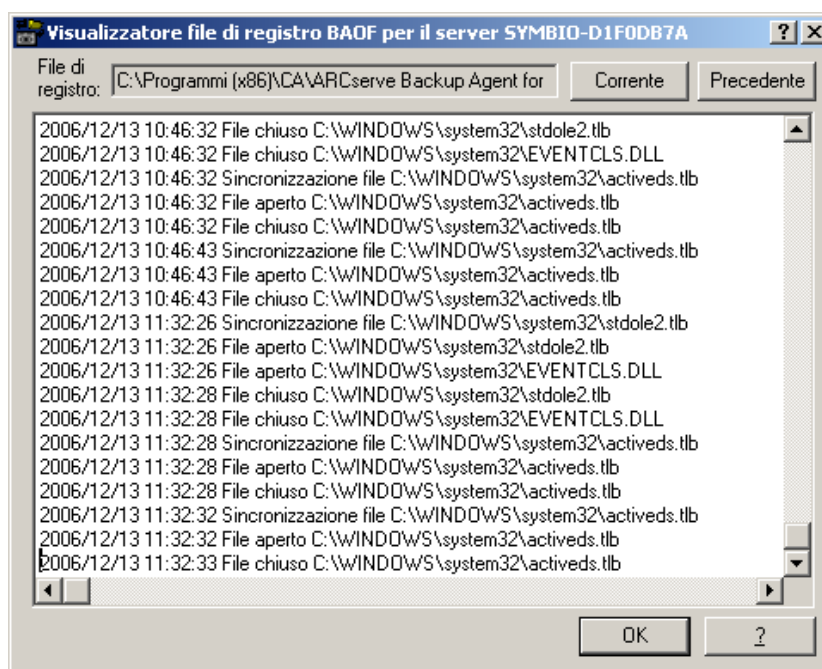 Visualizzatore file di registro BAOF per il server SYMBIO-D1F0DB7A
File di
registro:
C:\Programmi (x86)\CA\ARCserve Backup Agent for
Corrente
Precedente
2006/12/13 10:46:32 File chiuso C:\WINDOWS\system32\stdole2.tlb
2006/12/13 10:46:32 File chiuso C:\WINDOWS\system32\EVENTCLS.DLL
2006/12/13 10:46:32 Sincronizzazione file C:\WINDOWS\system32\activeds.tlb
2006/12/13 10:46:32 File aperto C:\WINDOWS\system32\activeds.tlb
2006/12/13 10:46:32 File chiuso C:\WINDOWS\system32\activeds.tlb
2006/12/13 10:46:43 Sincronizzazione file C:\WINDOWS\system32\activeds.tlb
2006/12/13 10:46:43 File aperto C:\WINDOWS\system32\activeds.tlb
2006/12/13 10:46:43 File chiuso C:\WINDOWS\system32\activeds.tlb
2006/12/13 11:32:26 Sincronizzazione file C:\WINDOWS\system32\stdole2.tlb
2006/12/13 11:32:26 File aperto C:\WINDOWS\system32\stdole2.tlb
2006/12/13 11:32:26 File aperto C:\WINDOWS\system32\EVENTCLS.DLL
2006/12/13 11:32:28 File chiuso C:\WINDOWS\system32\stdole2.tlb
2006/12/13 11:32:28 File chiuso C:\WINDOWS\system32\EVENTCLS.DLL
2006/12/13 11:32:28 Sincronizzazione file C:\WINDOWS\system32\activeds.tlb
2006/12/13 11:32:28 File aperto C:\WINDOWS\system32\activeds.tlb
2006/12/13 11:32:28 File chiuso C:\WINDOWS\system32\activeds.tlb
2006/12/13 11:32:32 Sincronizzazione file C:\WINDOWS\system32\activeds.tlb
2006/12/13 11:32:32 File aperto C:\WINDOWS\system32\activeds.tlb
2006/12/13 11:32:33 File chiuso C:\WINDOWS\system32\activeds.tlb
OK
?